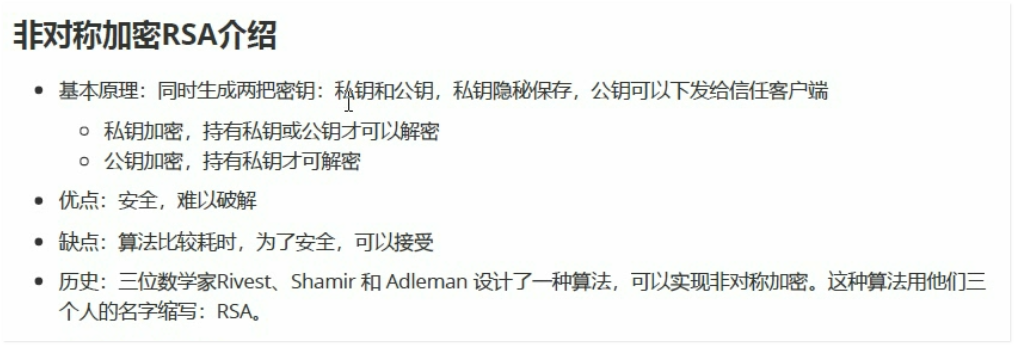 非对称加密RSA介绍
基本原理：同时生成两把密钥：私钥和公钥，私钥隐秘保存，公钥可以下发给信任客户端
私钥加密，持有私钥或公钥才可以解密
公钥加密，持有私钥才可解密
优点：安全，难以破解
缺点：算法比较耗时，为了安全，可以接受
历史：三位数学家Rivest、Shamir 和 Adleman 设计了一种算法，可以实现非对称加密。这种算法用他们三
个人的名字缩写：RSA。